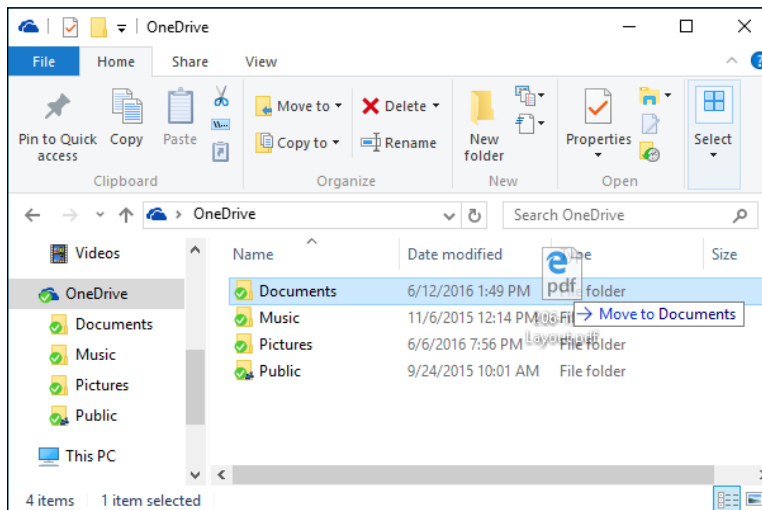 OneDrive
File Home Share View
Pin to Quick access
Copy
Paste
W...
Move to
Copy to
Delete
Rename
New folder
Properties
Select
Clipboard Organize New Open
OneDrive
Search OneDrive
Videos
OneDrive
Documents
Music
Pictures
Public
This PC
Name Date modified Type Size
Documents 6/12/2016 1:49 PM File folder
Music 11/6/2015 12:14 PM
Pictures 6/6/2016 7:56 PM File folder
Public 9/24/2015 10:01 AM File folder
pdf
Move to Documents
Layout.pdf
4 items 1 item selected